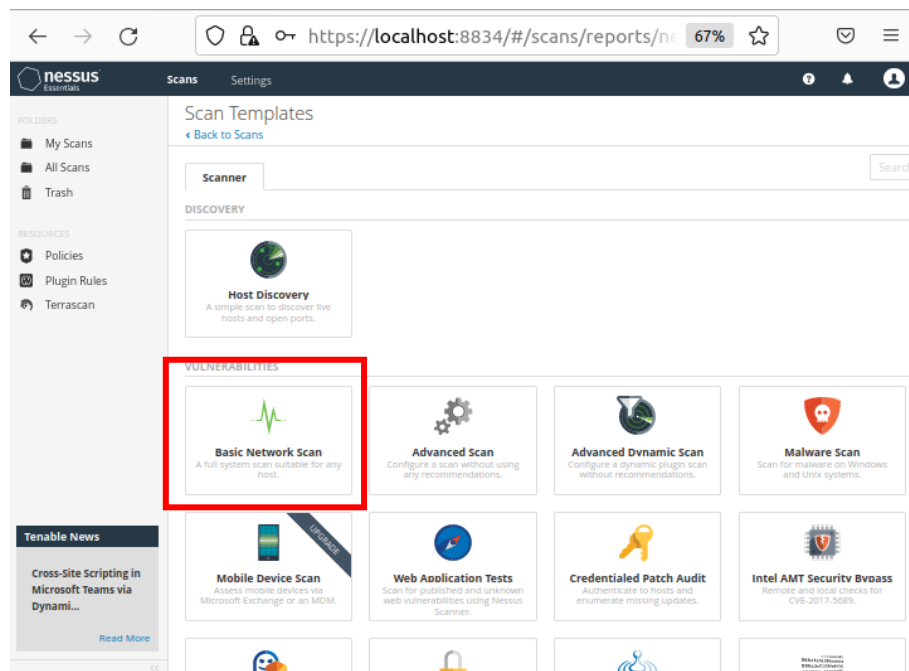 https://localhost:8834/#/scans/reports/ne 67%
nessus
Essentials
Scans Settings
FOLDERS
My Scans
All Scans
Trash
RESOURCES
Policies
Plugin Rules
Terrascan
Tenable News
Cross-Site Scripting in
Microsoft Teams via
Dynami...
Read More
Scan Templates
Back to Scans
Scanner
Search
DISCOVERY
Host Discovery
A simple scan to discover live
hosts and open ports.
VULNERABILITIES
Basic Network Scan
A full system scan suitable for any
host.
Advanced Scan
Configure a scan without using
any recommendations.
Advanced Dynamic Scan
Configure a dynamic plugin scan
without recommendations.
Malware Scan
Scan for malware on Windows
and Unix systems.
UPGRADE
Mobile Device Scan
Assess mobile devices via
Microsoft Exchange or an MDM.
Web Application Tests
Scan for published and unknown
web vulnerabilities using Nessus
Scanner.
Credentialed Patch Audit
Authenticate to hosts and
enumerate missing updates.
Intel AMT Security Bypass
Remote and local checks for
CVE-2017-5689.